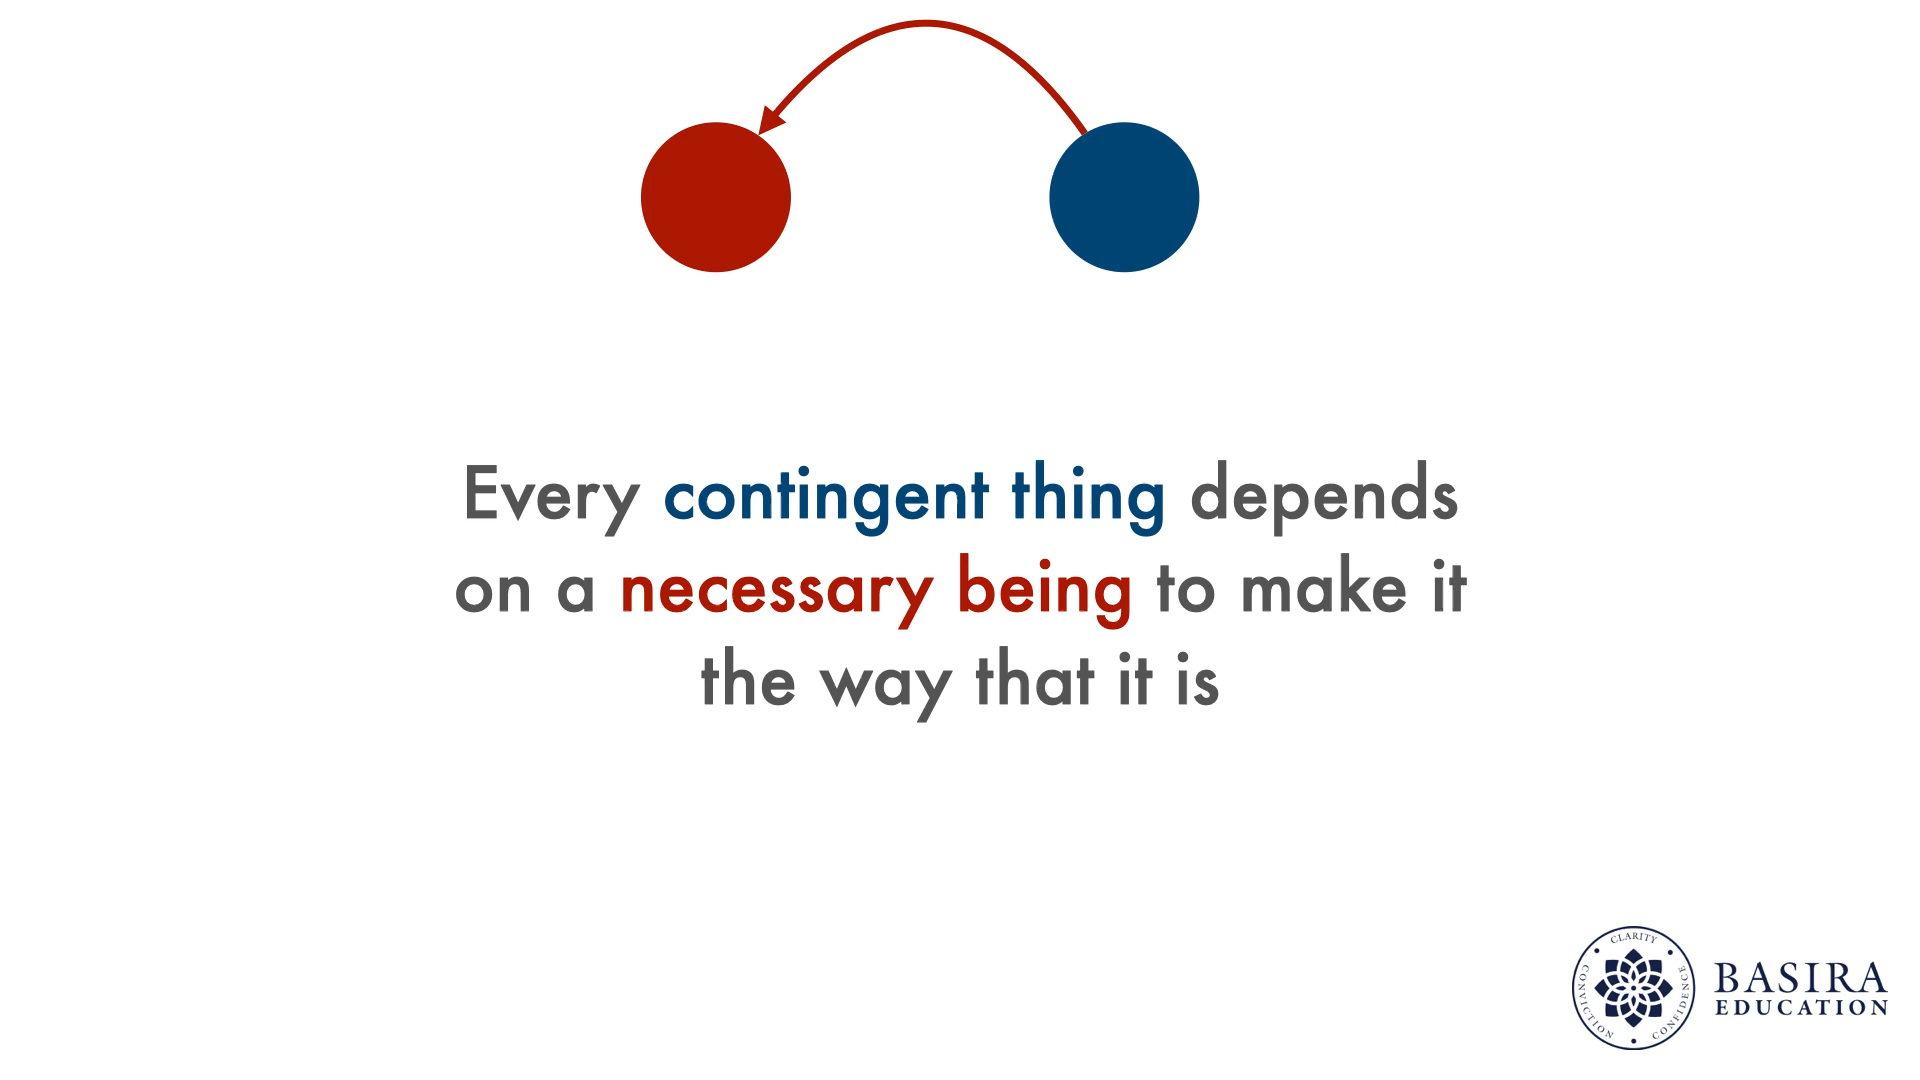 Every contingent thing depends
on a necessary being to make it
the way that it is
CLARITY
CONVICTION
CONFIDENCE
BASIRA
EDUCATION